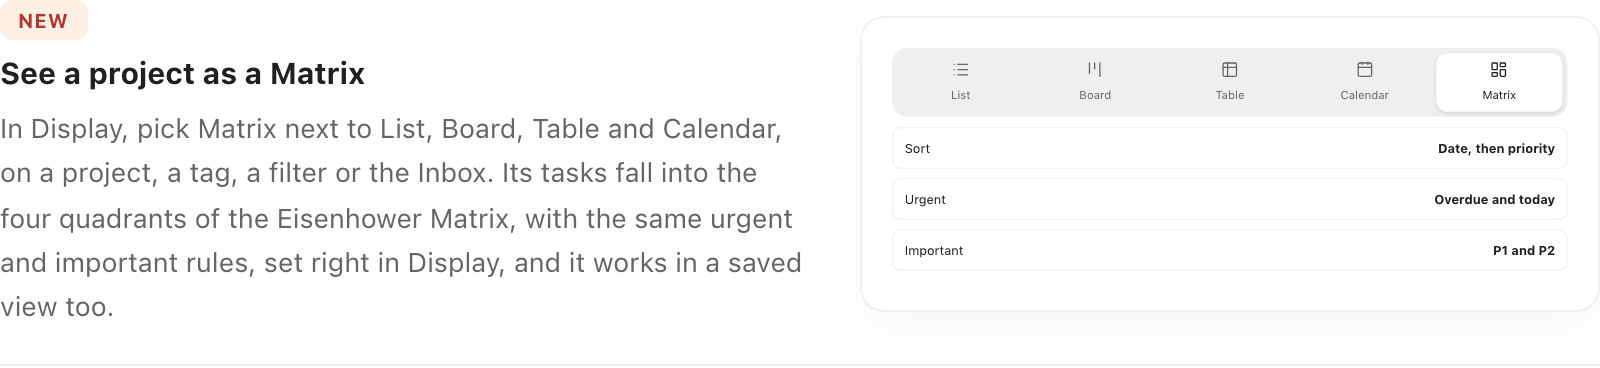 NEW
See a project as a Matrix
In Display, pick Matrix next to List, Board, Table and Calendar,
on a project, a tag, a filter or the Inbox. Its tasks fall into the
four quadrants of the Eisenhower Matrix, with the same urgent
and important rules, set right in Display, and it works in a saved
view too.
List Board Table Calendar Matrix
Sort Date, then priority
Urgent Overdue and today
Important P1 and P2